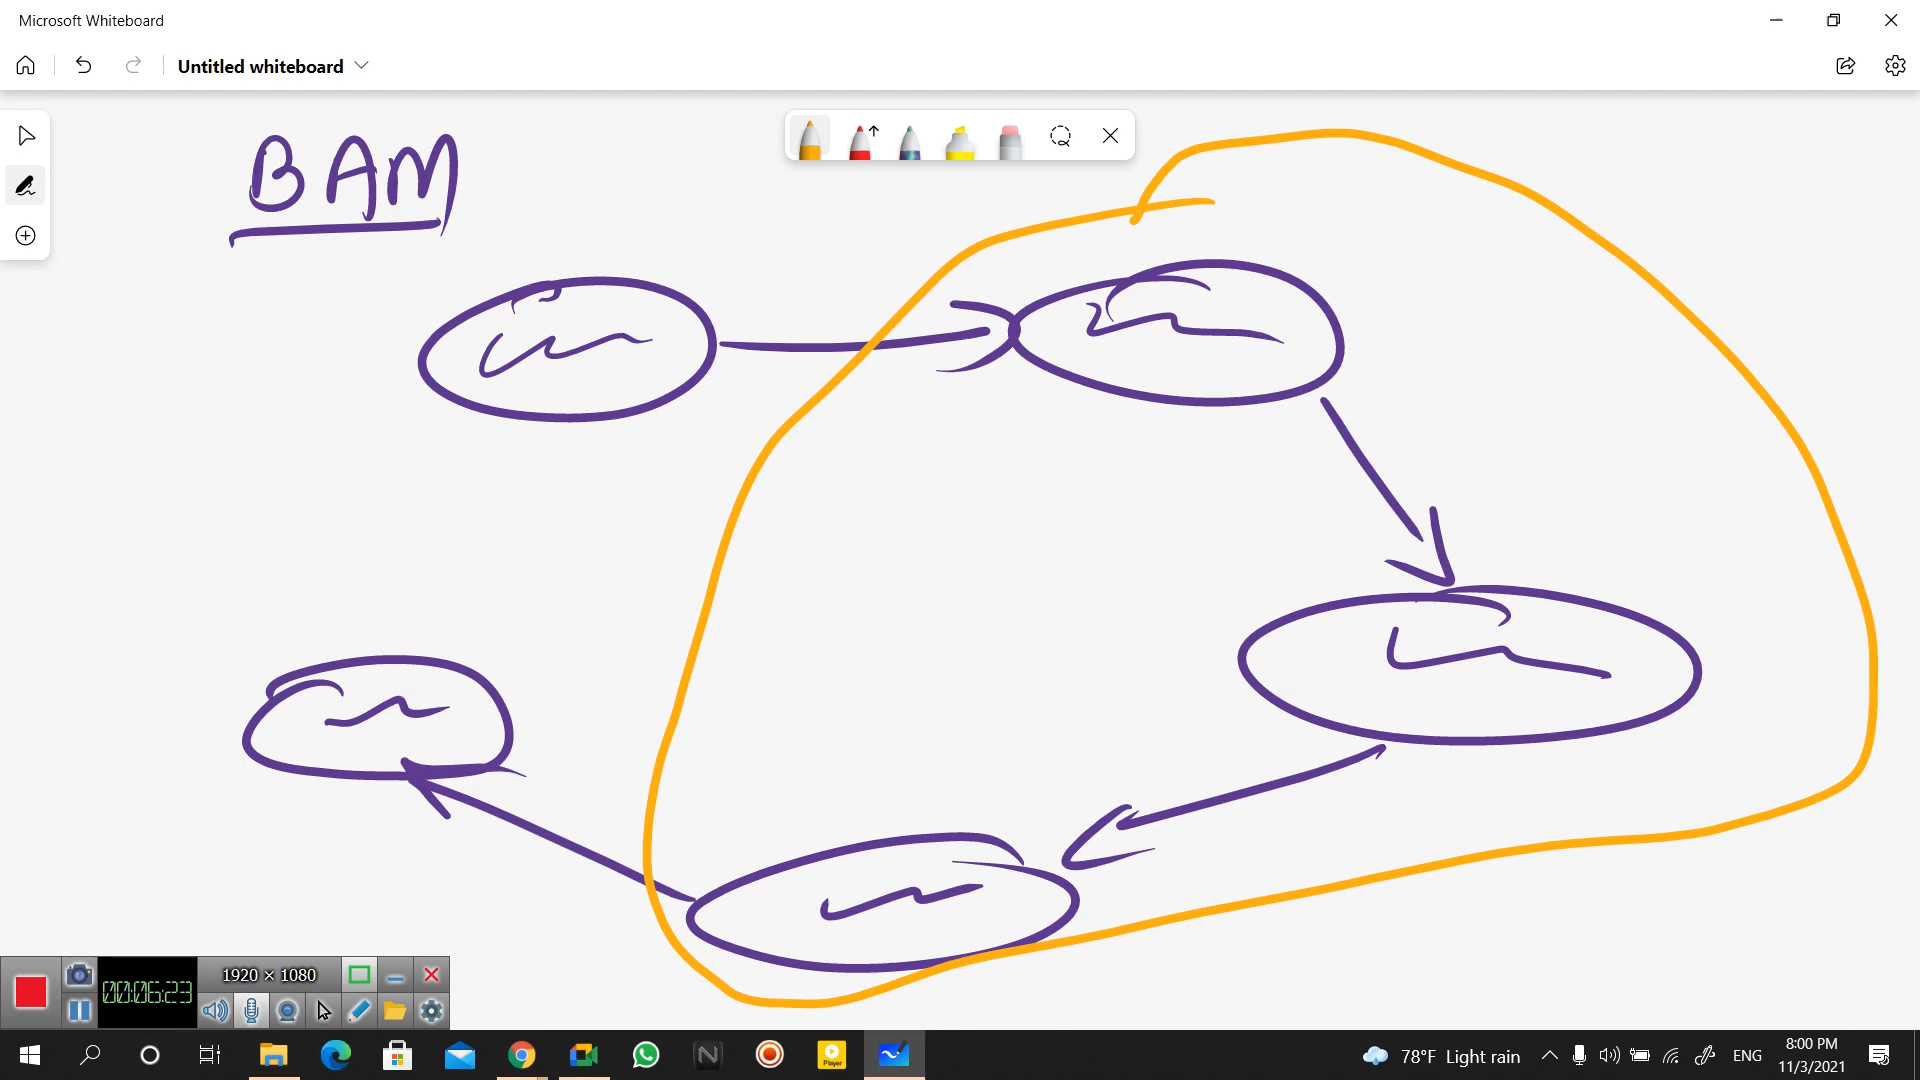 Microsoft Whiteboard
Untitled whiteboard
BAM
1920 × 1080
00:06:23
Player
78°F Light rain
ENG
8:00 PM
11/3/2021